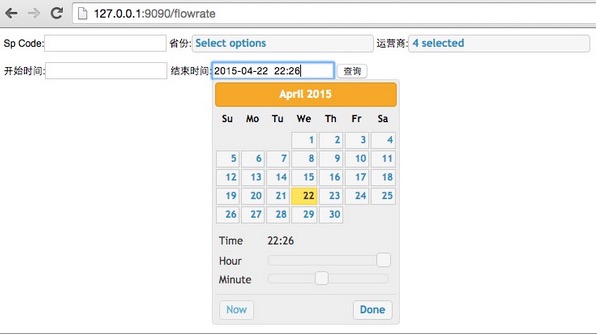 127.0.0.1:9090/flowrate
Sp Code: 省份: Select options 运营商: 4 selected
开始时间: 结束时间: 2015-04-22 22:26 查询
April 2015
Su Mo Tu We Th Fr Sa
1 2 3 4
5 6 7 8 9 10 11
12 13 14 15 16 17 18
19 20 21 22 23 24 25
26 27 28 29 30
Time 22:26
Hour
Minute
Now Done